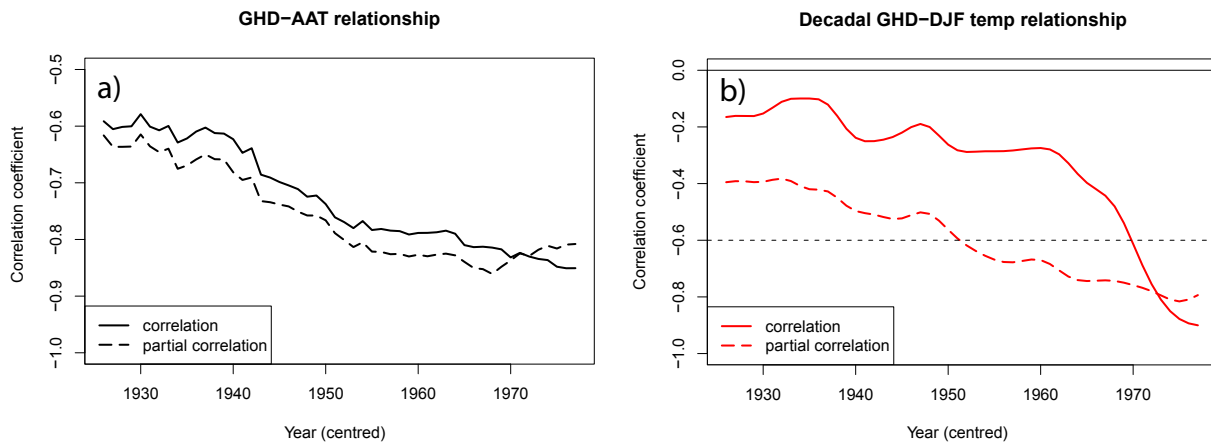 GHD−AAT relationship
a)
Correlation coefficient
−0.5
−0.6
−0.7
−0.8
−0.9
−1.0
correlation
partial correlation
1930 1940 1950 1960 1970
Year (centred)
Decadal GHD−DJF temp relationship
b)
Correlation coefficient
0.0
−0.2
−0.4
−0.6
−0.8
−1.0
correlation
partial correlation
1930 1940 1950 1960 1970
Year (centred)